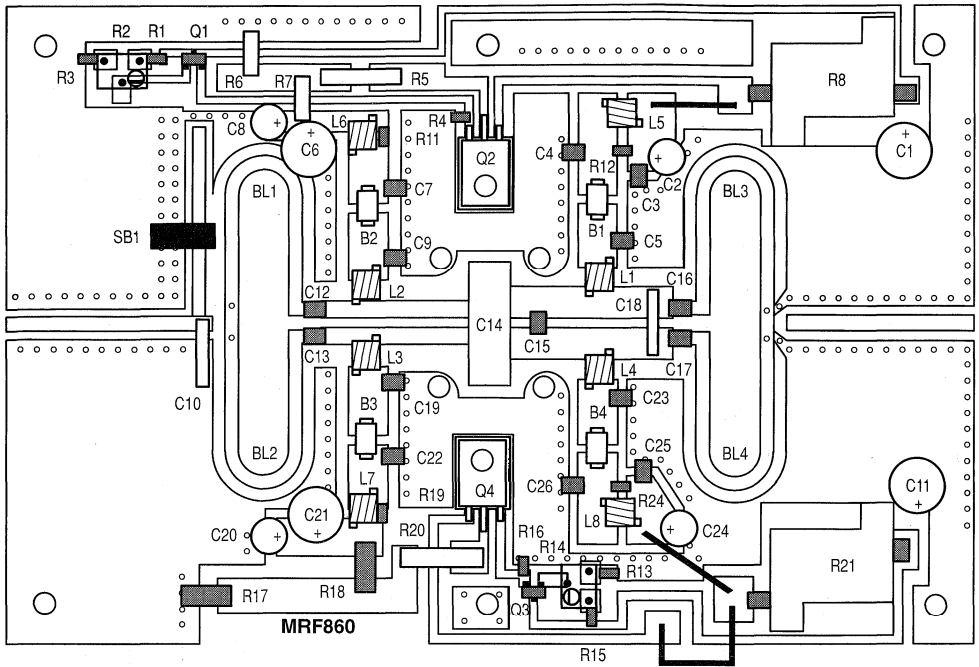 R2 R1 Q1
R3
R6 R7 R5
R8
C8 + L6 R4 R11 L5
C6 +
Q2
C4 R12 + C2
+ C1
BL1 C7 C3 BL3
B2 B1
SB1 C9 C5
L2 L1 C16
C12 C18
C14 C15
C13 L3 L4 C17
C10 C19 C23
B3 B4
BL2 C22 C25 BL4
L7 Q4 C26 R24
C21 + R19 L8 C24 +
C11 +
C20 + R20 R16 R14
R13 R21
R17 R18 Q3
MRF860
R15